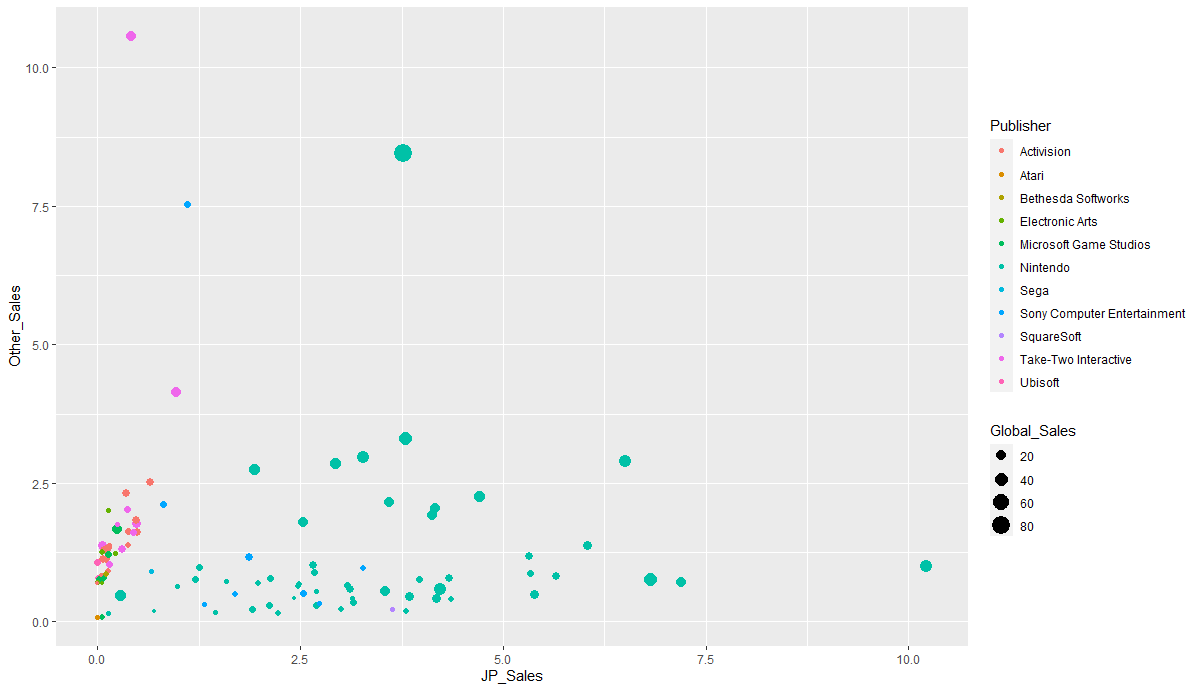 10.0
7.5
5.0
2.5
0.0
Other_Sales
0.0
2.5
5.0
7.5
10.0
JP_Sales
Publisher
Activision
Atari
Bethesda Softworks
Electronic Arts
Microsoft Game Studios
Nintendo
Sega
Sony Computer Entertainment
SquareSoft
Take-Two Interactive
Ubisoft
Global_Sales
20
40
60
80